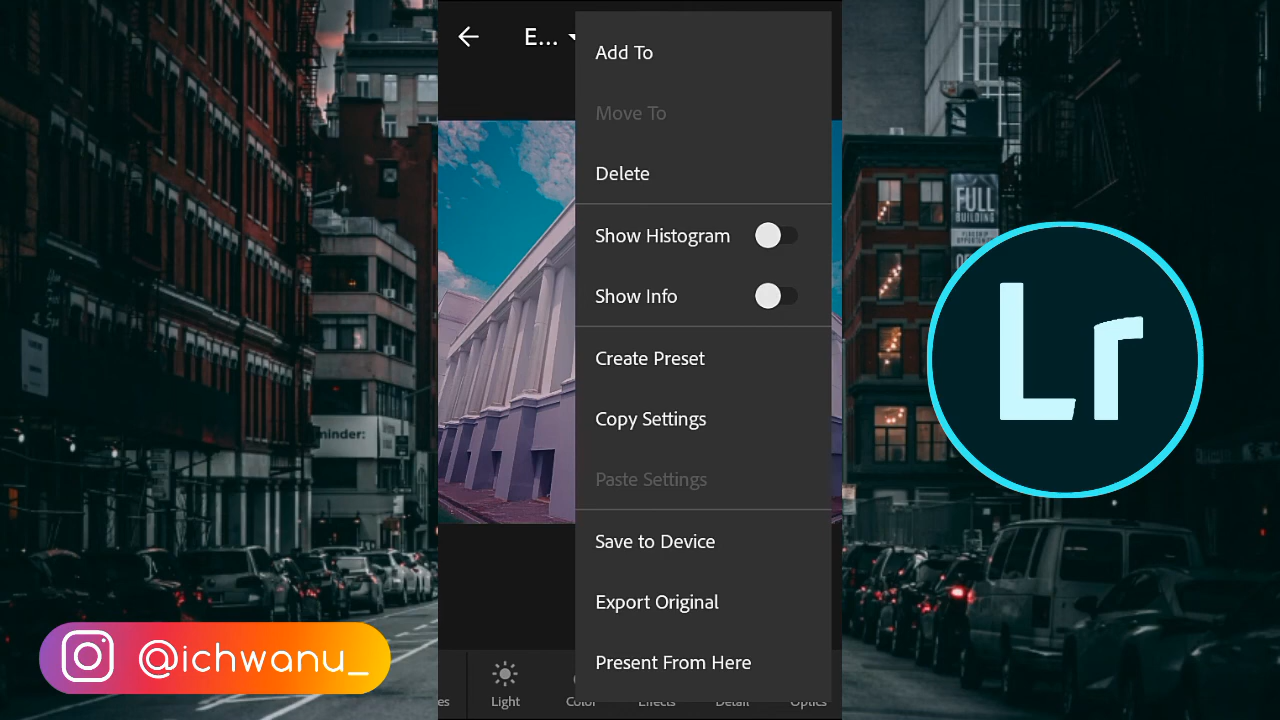 E...
Add To
Move To
Delete
Show Histogram
Show Info
Create Preset
Copy Settings
Paste Settings
Save to Device
Export Original
Present From Here
es
Light
Color
Effects
Detail
Optics
@ichwanu_
Lr
FULL
BUILDING
minder: